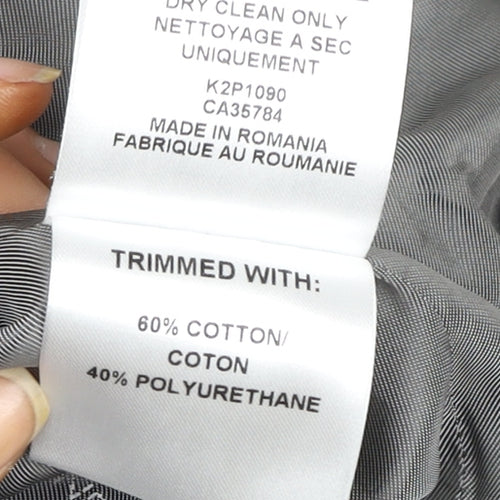 DRY CLEAN ONLY
NETTOYAGE A SEC
UNIQUEMENT
K2P1090
CA35784
MADE IN ROMANIA
FABRIQUE AU ROUMANIE
TRIMMED WITH:
60% COTTON/
COTON
40% POLYURETHANE